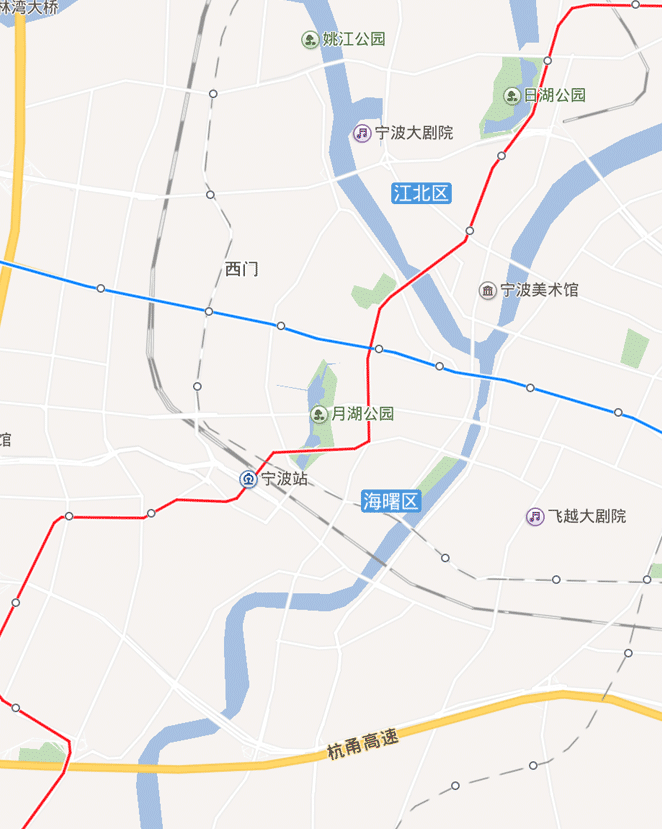 林湾大桥
姚江公园
日湖公园
宁波大剧院
江北区
西门
宁波美术馆
月湖公园
馆
宁波站
海曙区
飞越大剧院
杭甬高速